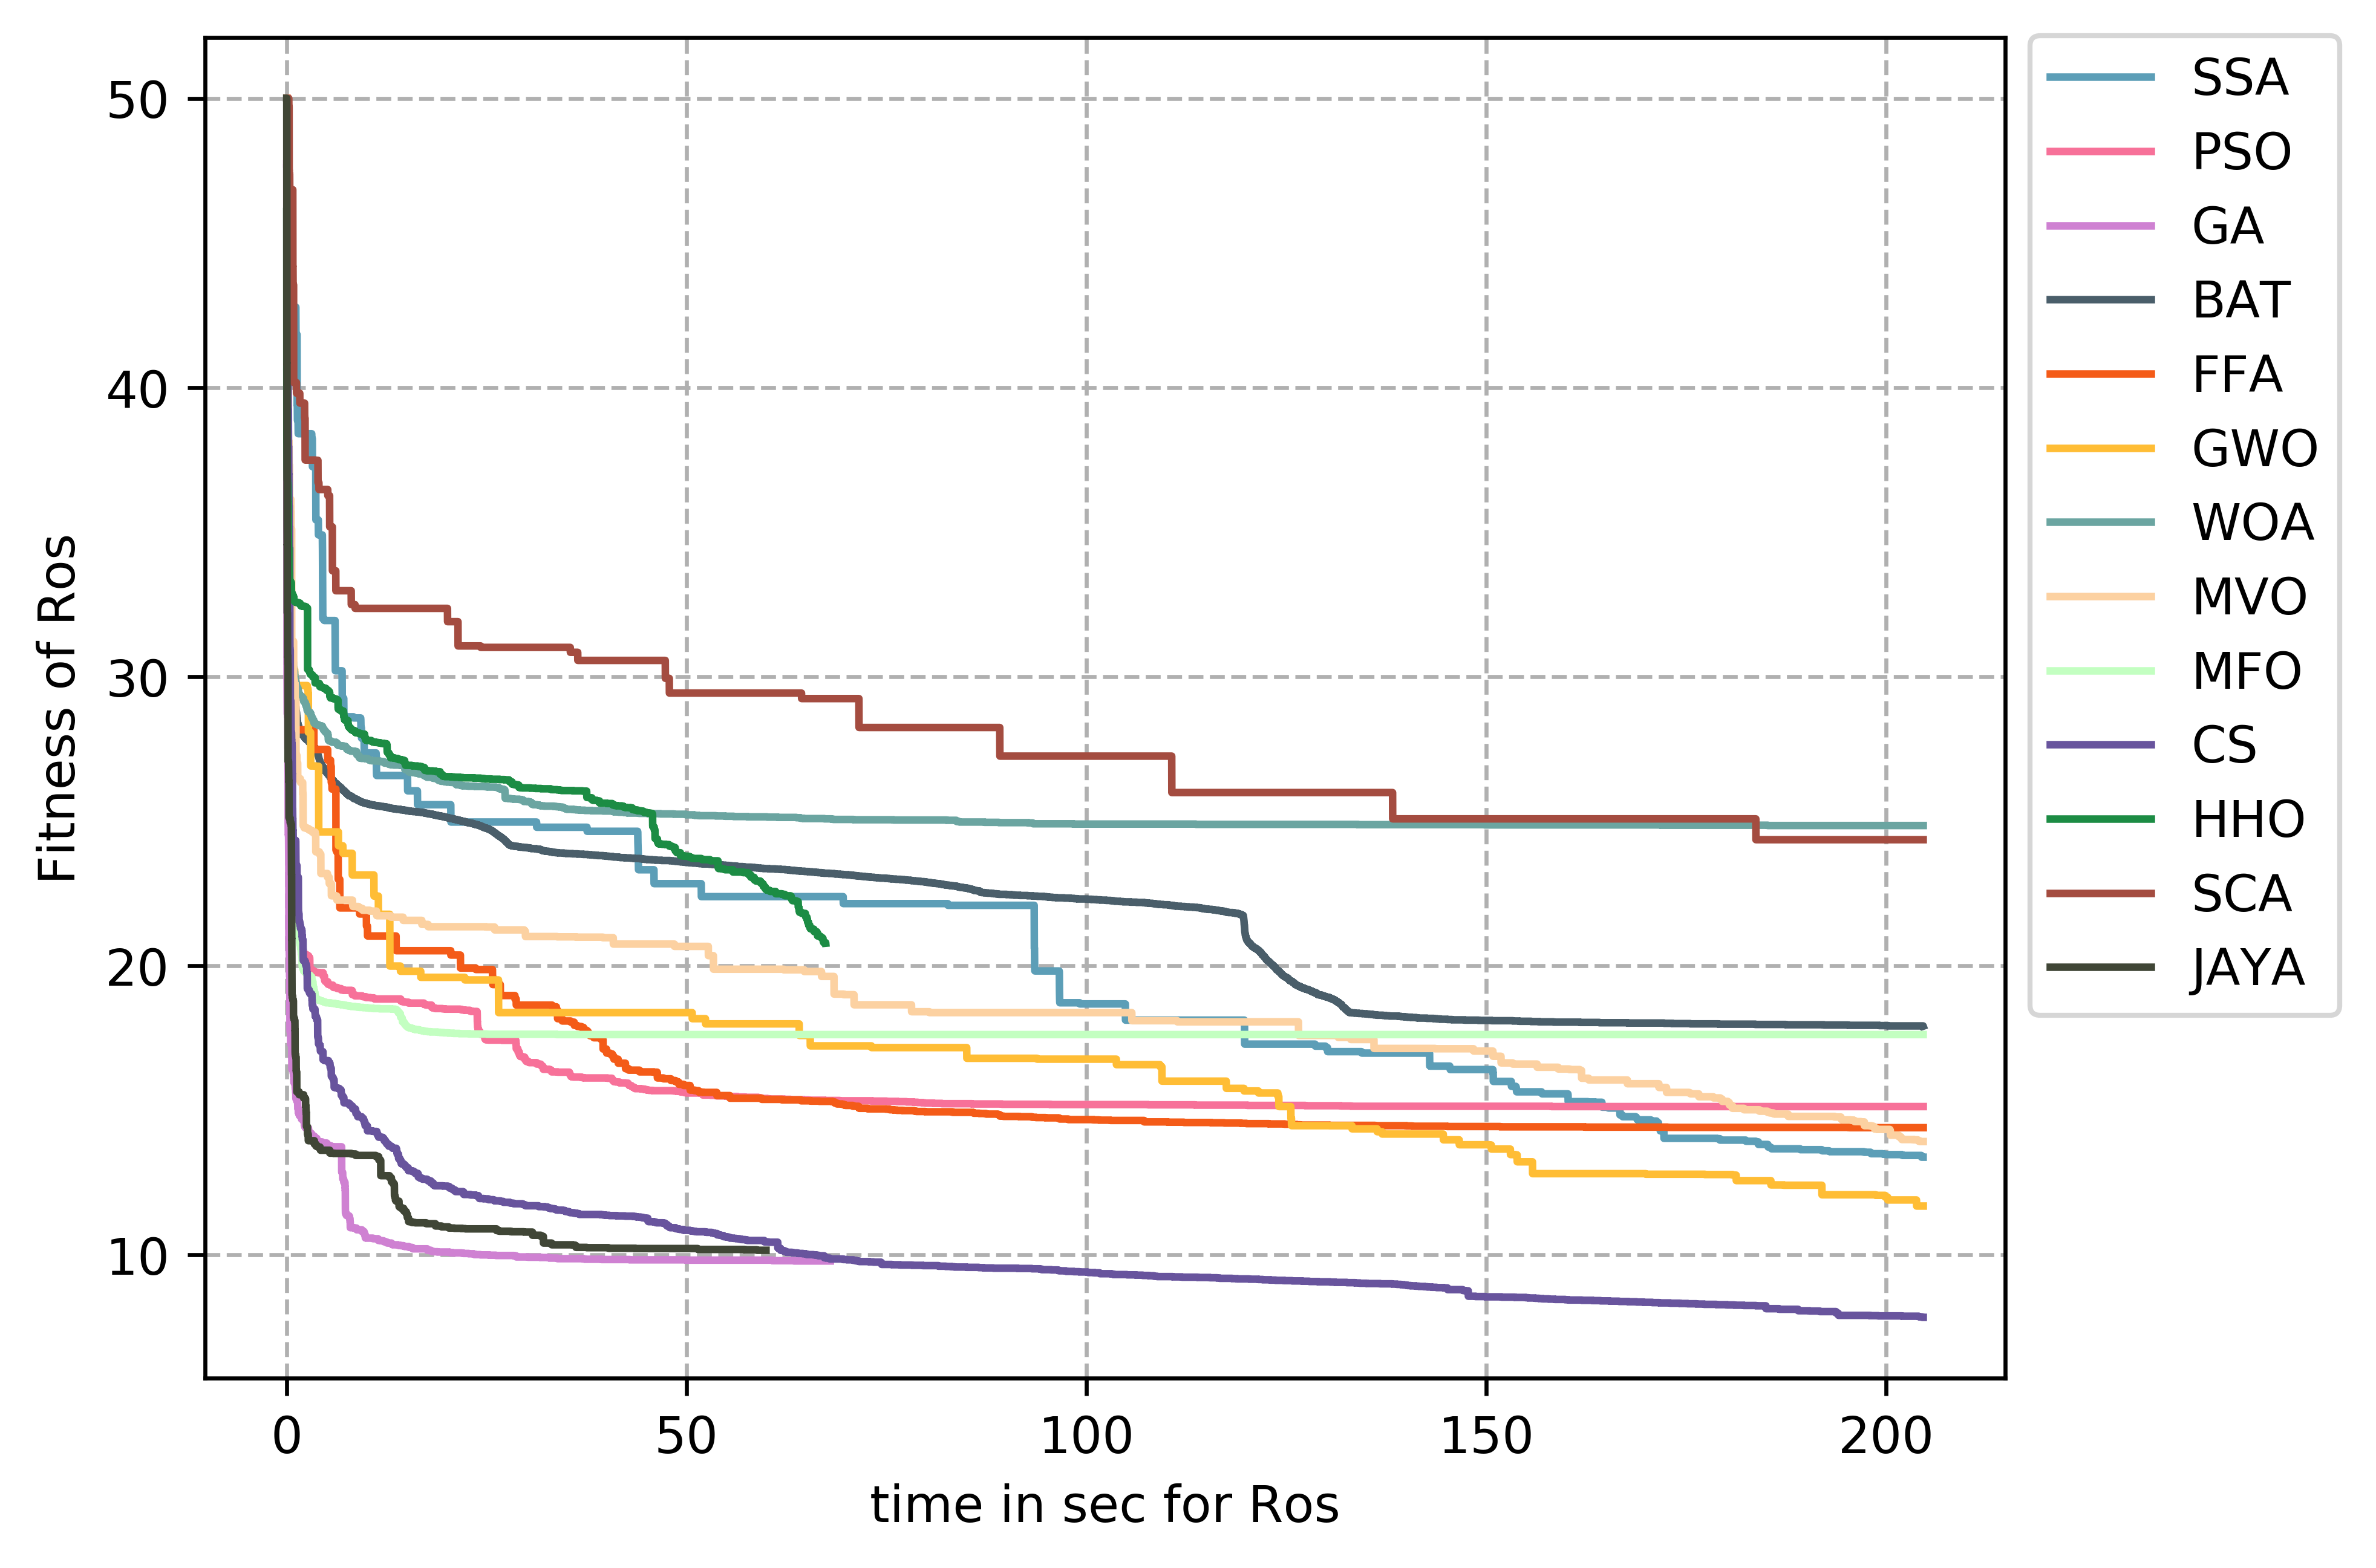 50
40
30
20
10
Fitness of Ros
0
50
100
150
200
time in sec for Ros
SSA
PSO
GA
BAT
FFA
GWO
WOA
MVO
MFO
CS
HHO
SCA
JAYA